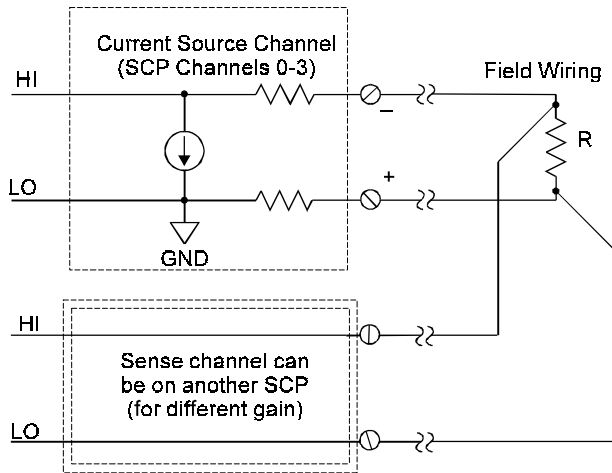 Current Source Channel
(SCP Channels 0-3)
HI
Field Wiring
−
R
+
LO
GND
HI
Sense channel can
be on another SCP
(for different gain)
LO